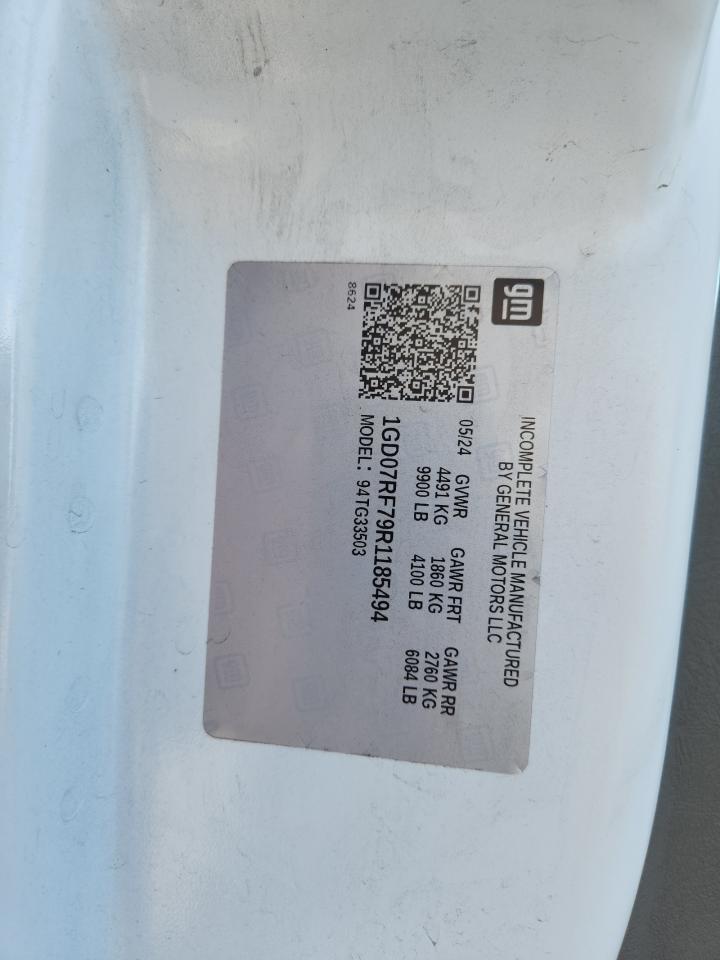 gm
INCOMPLETE VEHICLE MANUFACTURED
BY GENERAL MOTORS LLC
05/24 GVWR GAWR FRT GAWR RR
4491 KG 1860 KG 2760 KG
9900 LB 4100 LB 6084 LB
1GD07RF79R1185494
MODEL: 94TG33503
8624